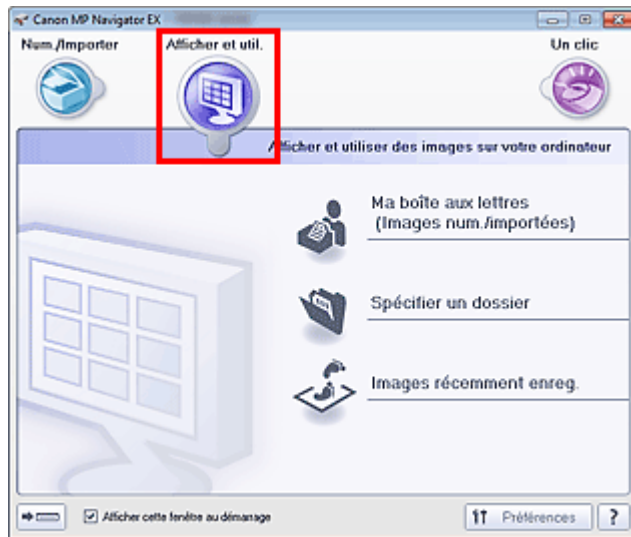 Canon MP Navigator EX
Num./Importer
Afficher et util.
Un clic
Afficher et utiliser des images sur votre ordinateur
Ma boîte aux lettres
(Images num./importées)
Spécifier un dossier
Images récemment enreg.
Afficher cette fenêtre au démarrage
Préférences
?